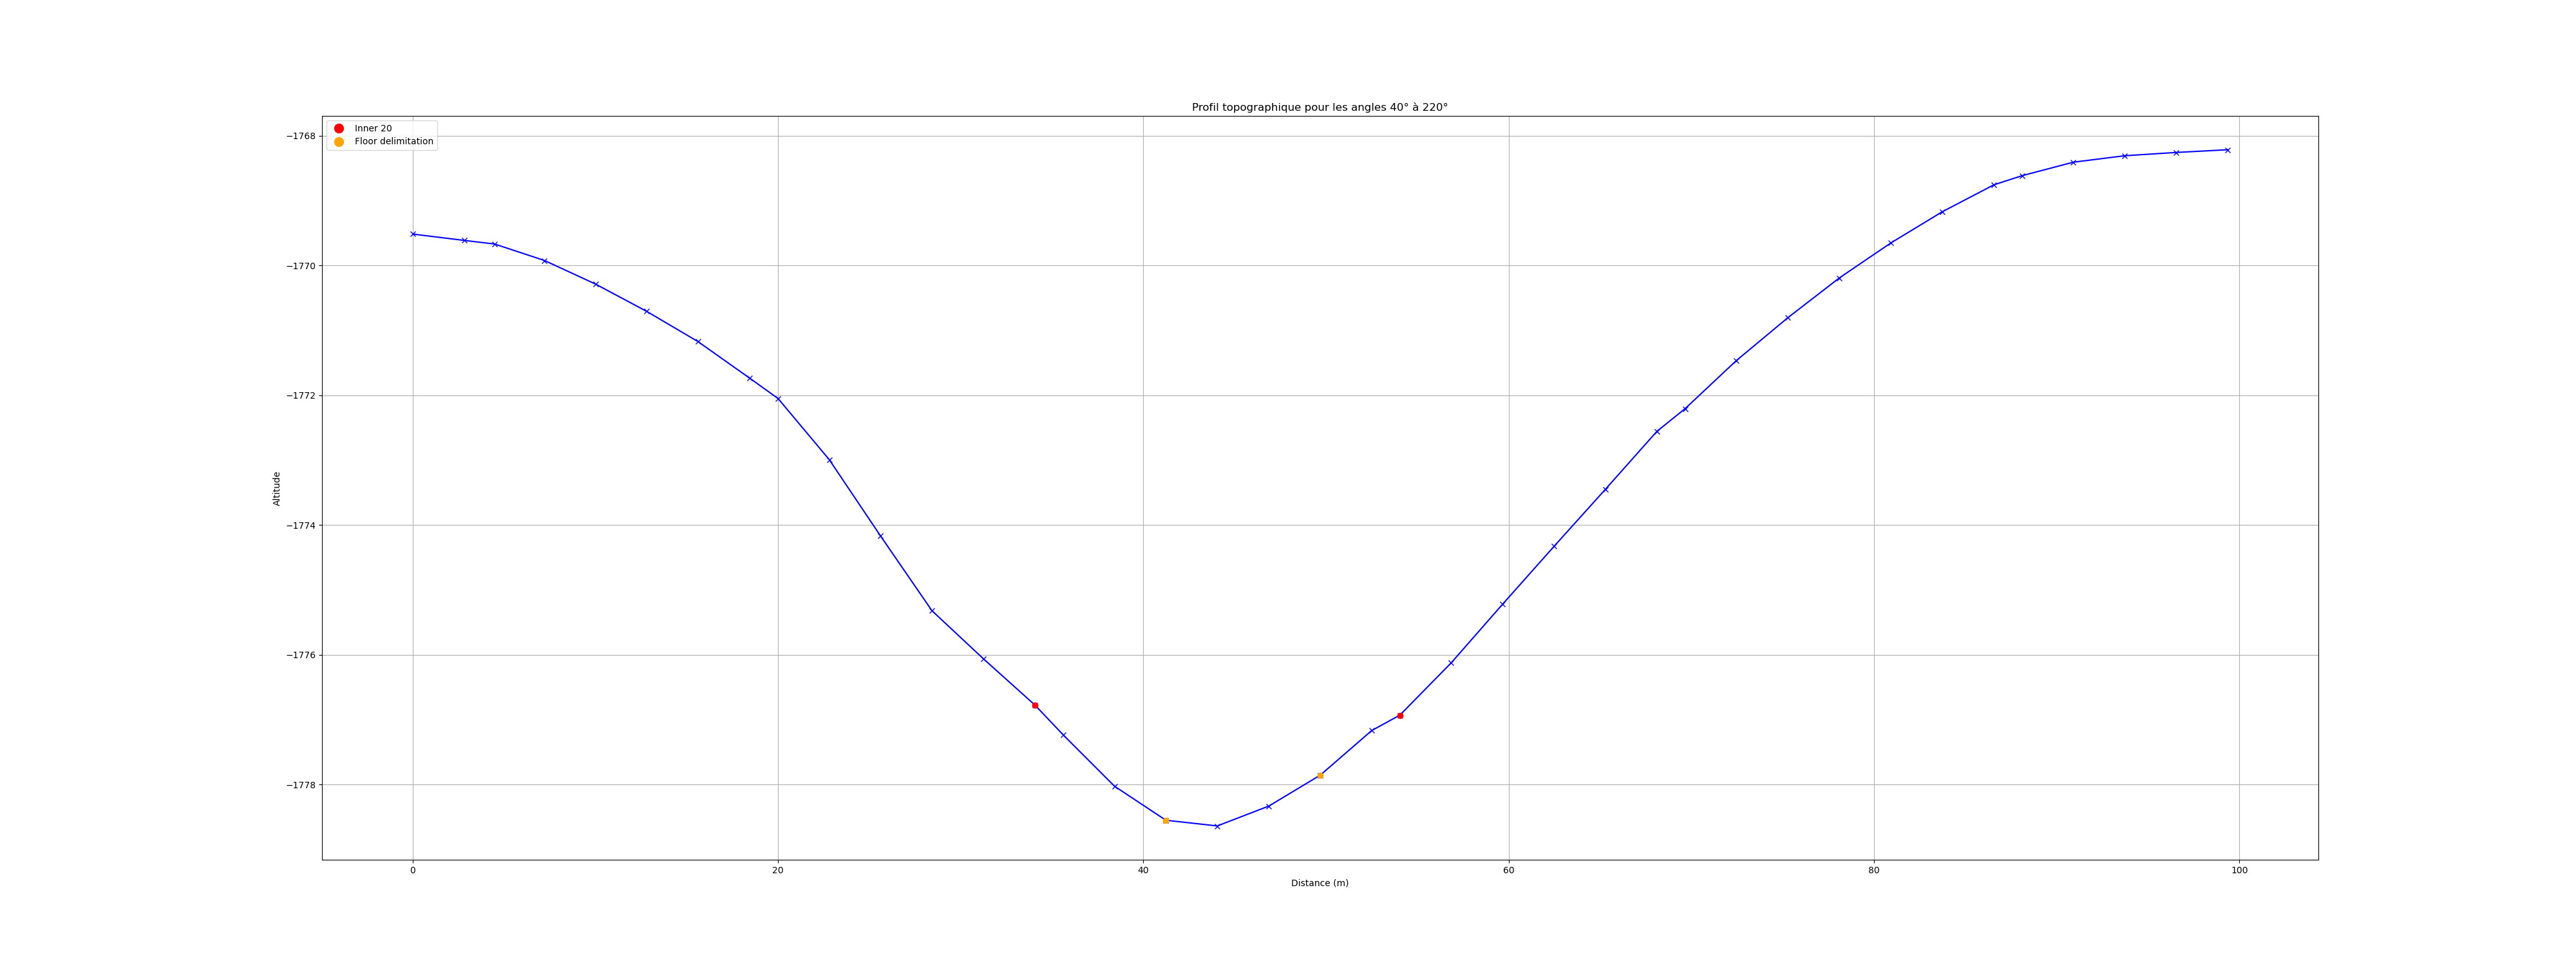 Profil topographique pour les angles 40° à 220°
Inner 20
Floor delimitation
−1768
−1770
−1772
−1774
−1776
−1778
Altitude
0 20 40 60 80 100
Distance (m)